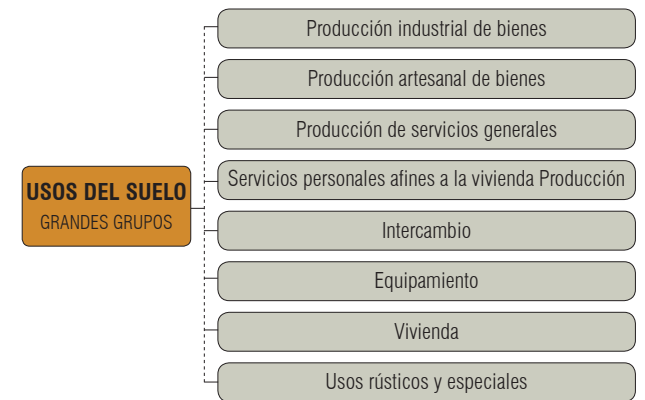 USOS DEL SUELO
GRANDES GRUPOS
Producción industrial de bienes
Producción artesanal de bienes
Producción de servicios generales
Servicios personales afines a la vivienda Producción
Intercambio
Equipamiento
Vivienda
Usos rústicos y especiales